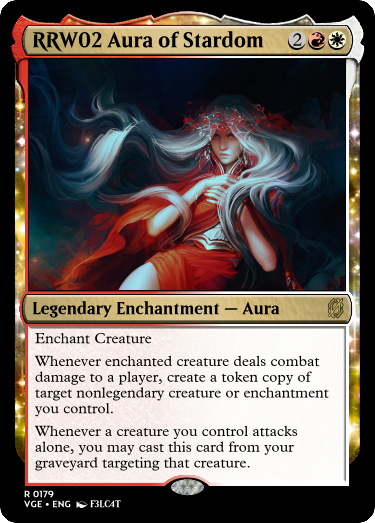 RRW02 Aura of Stardom 2
Legendary Enchantment — Aura
Enchant Creature
Whenever enchanted creature deals combat
damage to a player, create a token copy of
target nonlegendary creature or enchantment
you control.
Whenever a creature you control attacks
alone, you may cast this card from your
graveyard targeting that creature.
R 0179
VGE • ENG F3LC4T